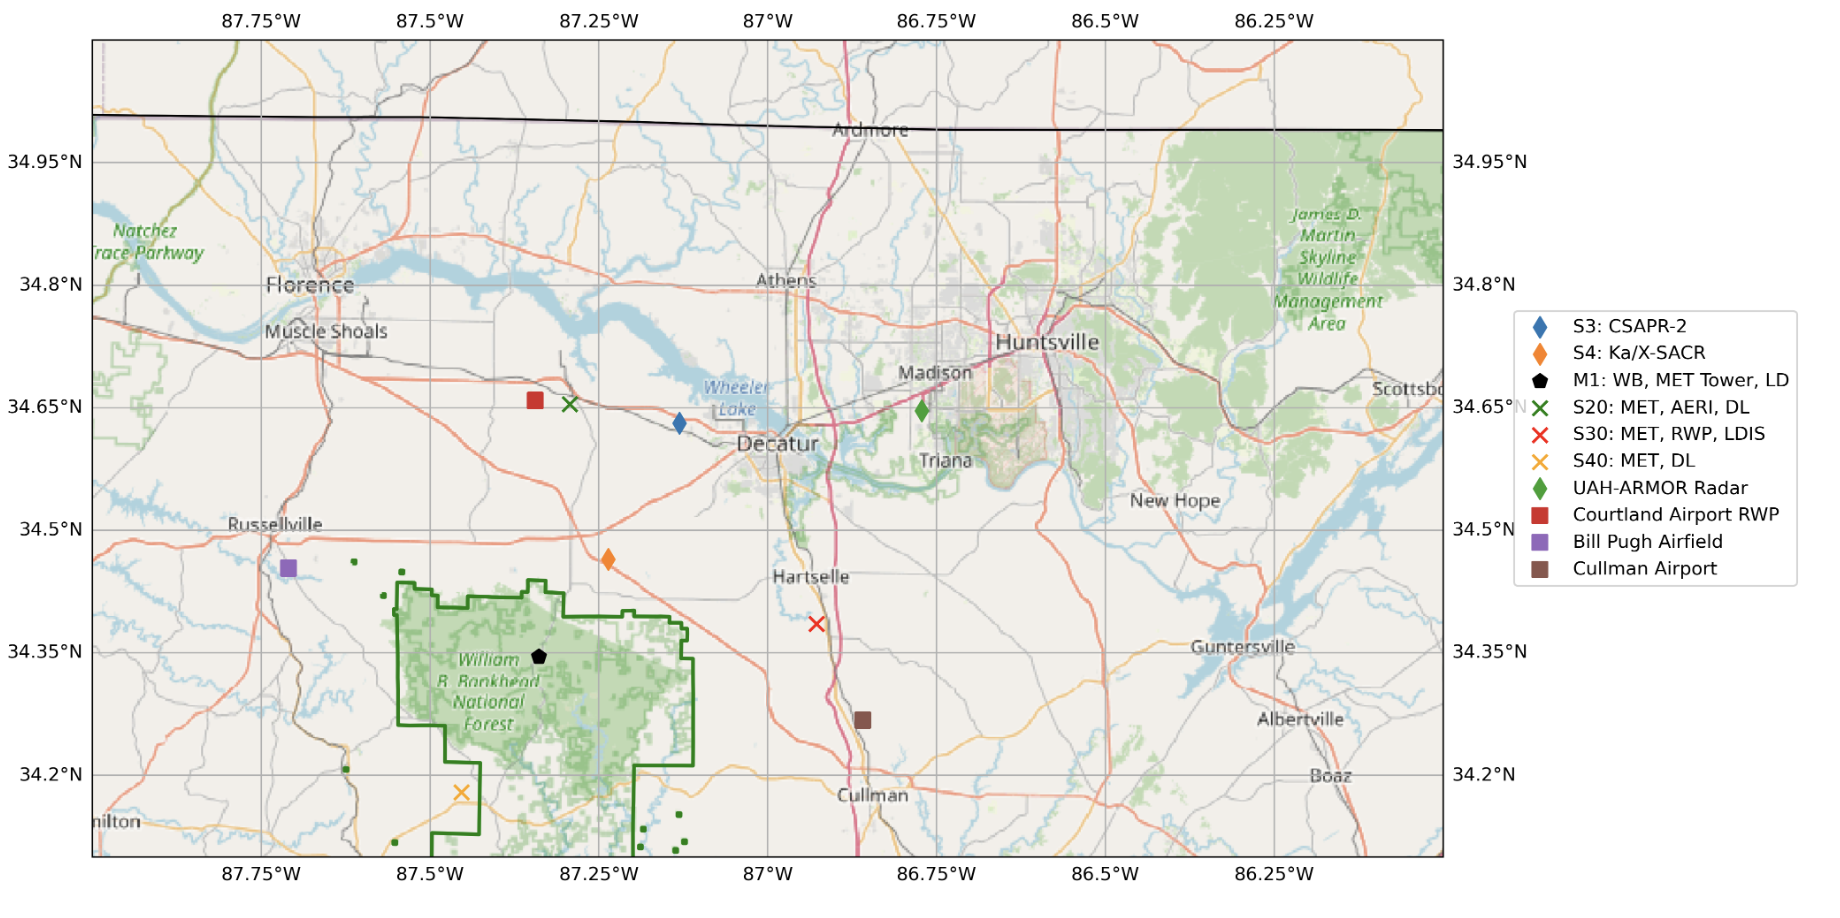 87.75°W 87.5°W 87.25°W 87°W 86.75°W 86.5°W 86.25°W
Ardmore
34.95°N 34.95°N
James D.
Martin
Skyline
Wildlife
Management
Area
Natchez
race Parkway
Florence
Athens
34.8°N 34.8°N
Muscle Shoals
Huntsville
Madison
Wheeler
Lake
Scottsbo
34.65°N 34.65°N
Decatur
Triana
New Hope
Russellville
34.5°N 34.5°N
Hartselle
Guntersville
34.35°N 34.35°N
William
B. Bankhead
National
Forest
Albertville
Boaz
34.2°N 34.2°N
Cullman
milton
87.75°W 87.5°W 87.25°W 87°W 86.75°W 86.5°W 86.25°W
S3: CSAPR-2
S4: Ka/X-SACR
M1: WB, MET Tower, LD
S20: MET, AERI, DL
S30: MET, RWP, LDIS
S40: MET, DL
UAH-ARMOR Radar
Courtland Airport RWP
Bill Pugh Airfield
Cullman Airport